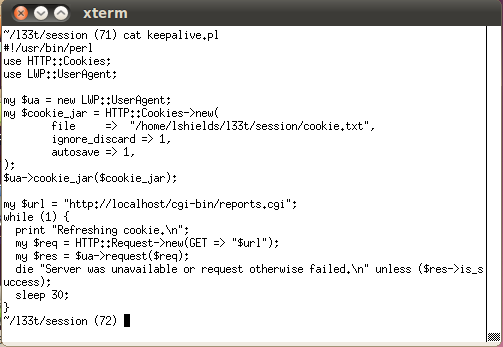 xterm
~/l33t/session (71) cat keepalive.pl
#!/usr/bin/perl
use HTTP::Cookies;
use LWP::UserAgent;

my $ua = new LWP::UserAgent;
my $cookie_jar = HTTP::Cookies->new(
        file     =>  "/home/lshields/l33t/session/cookie.txt",
        ignore_discard => 1,
        autosave => 1,
);
$ua->cookie_jar($cookie_jar);

my $url = "http://localhost/cgi-bin/reports.cgi";
while (1) {
  print "Refreshing cookie.\n";
  my $req = HTTP::Request->new(GET => "$url");
  my $res = $ua->request($req);
  die "Server was unavailable or request otherwise failed.\n" unless ($res->is_s
uccess);
  sleep 30;
}
~/l33t/session (72)